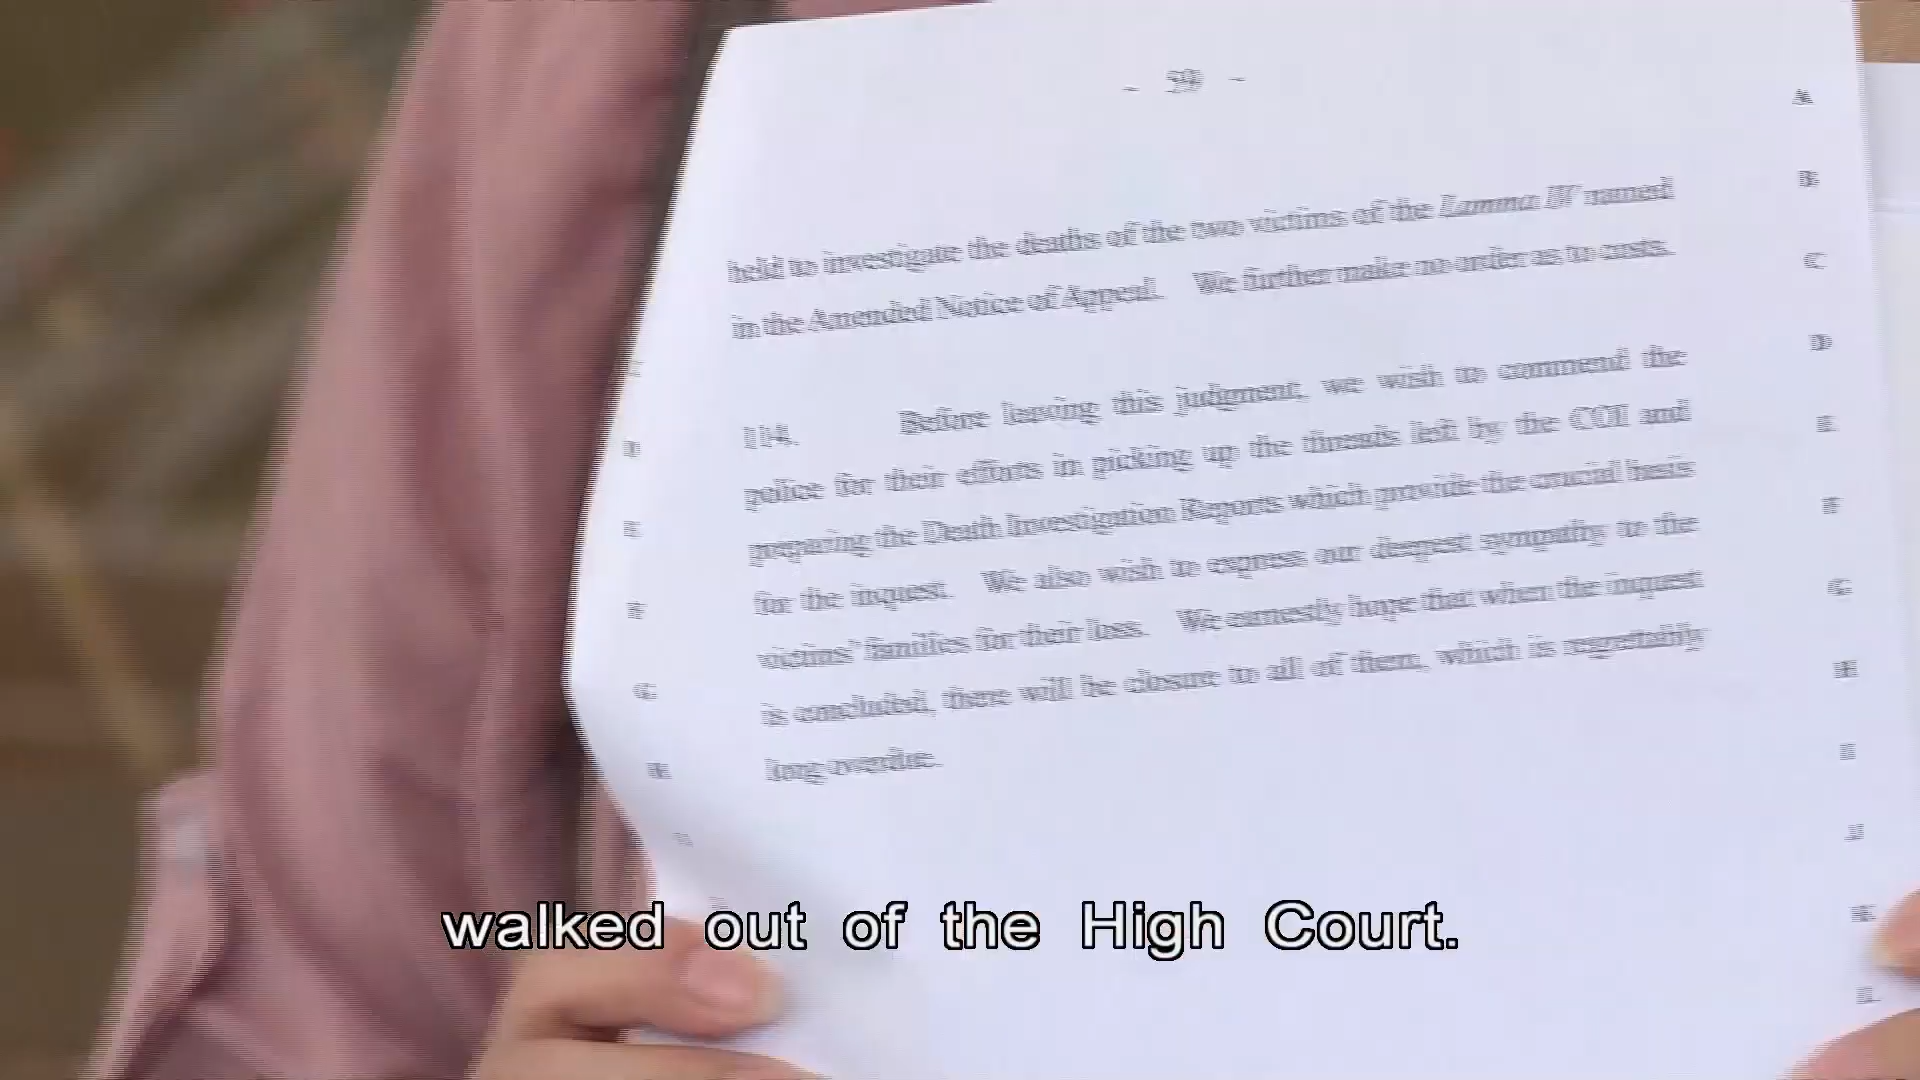 - 59 -
held to investigate the deaths of the two victims of the Lamma IV named
in the Amended Notice of Appeal. We further make no order as to costs.
114. Before leaving this judgment, we wish to commend the
police for their efforts in picking up the threads left by the COI and
preparing the Death Investigation Reports which provide the crucial basis
for the inquest. We also wish to express our deepest sympathy to the
victims' families for their loss. We earnestly hope that when the inquest
is concluded, there will be closure to all of them, which is regrettably
long overdue.
A
B
C
D
E
F
G
H
I
J
K
L
D
E
F
G
H
walked out of the High Court.